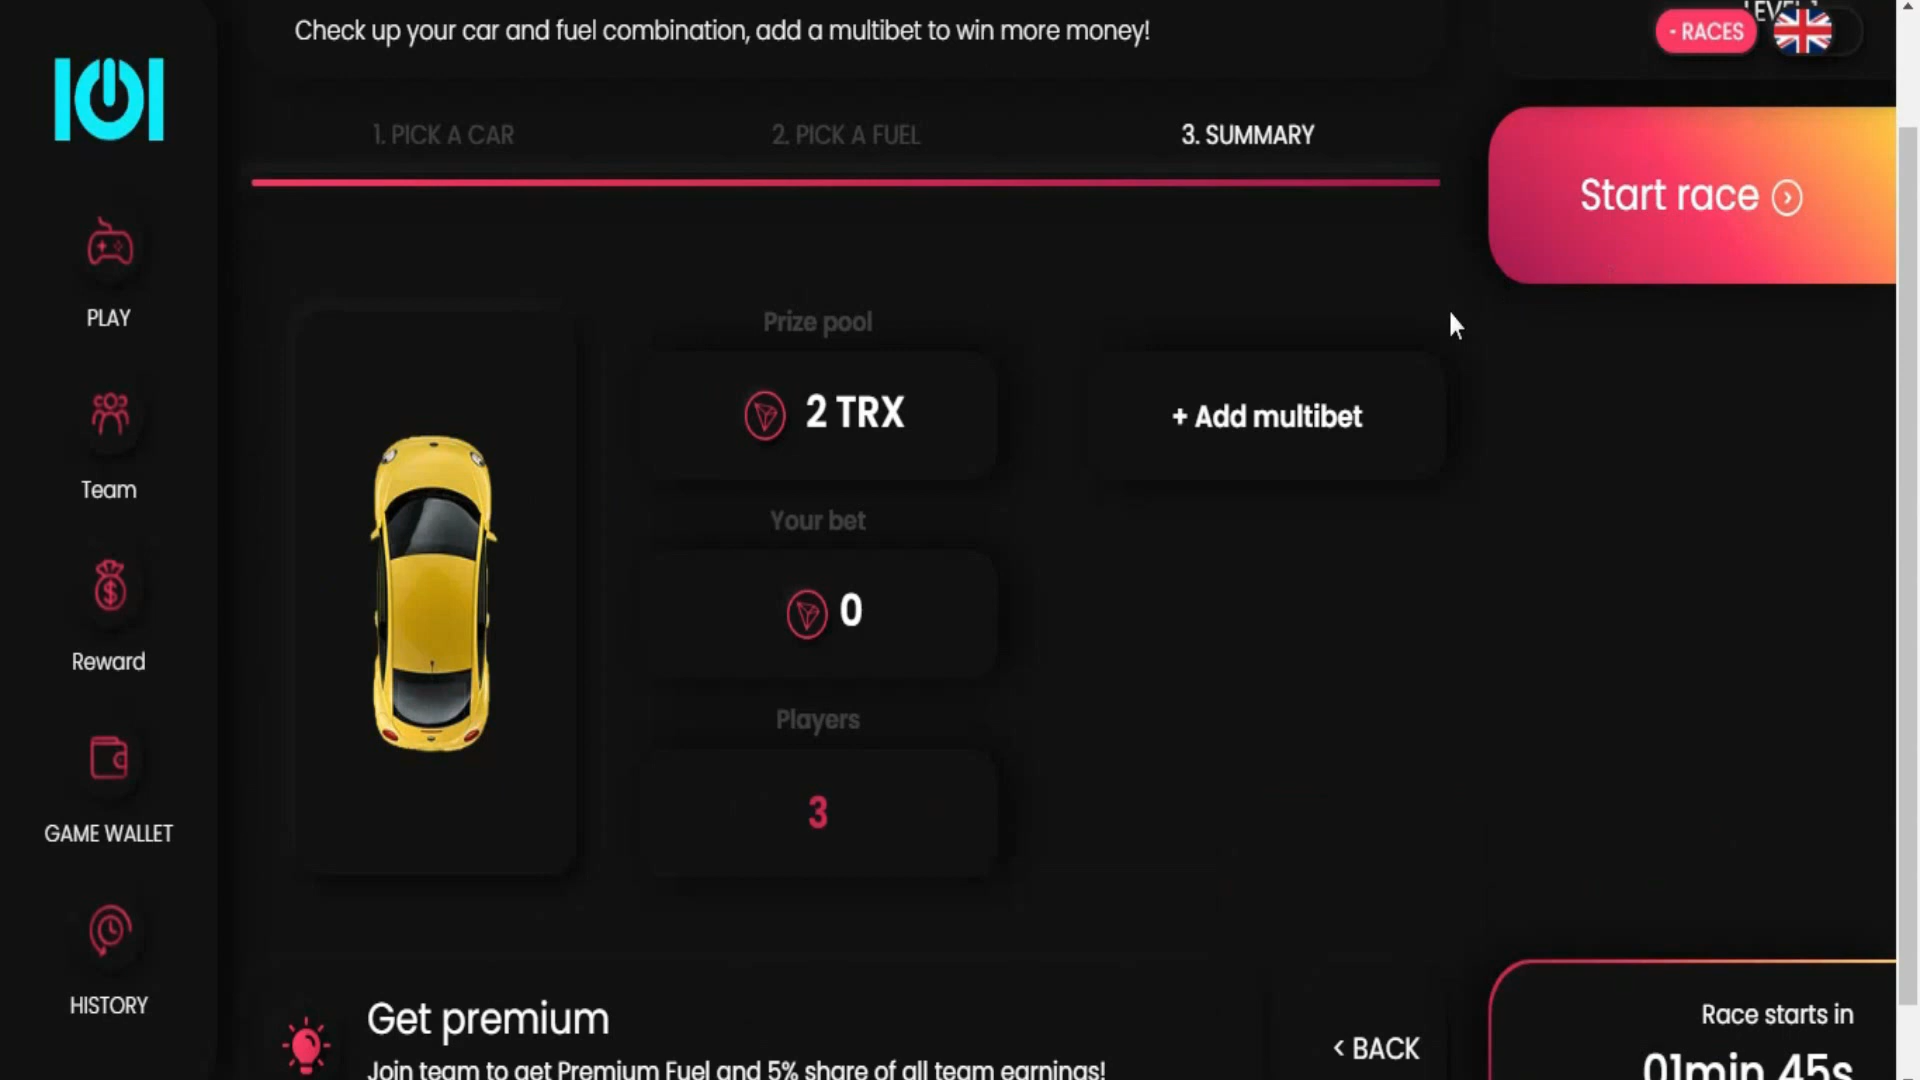 Check up your car and fuel combination, add a multibet to win more money!
- RACES
1. PICK A CAR
2. PICK A FUEL
3. SUMMARY
Start race
PLAY
Team
Reward
GAME WALLET
HISTORY
Prize pool
2 TRX
+ Add multibet
Your bet
0
Players
3
Get premium
Join team to get Premium Fuel and 5% share of all team earnings!
< BACK
Race starts in
01min 45s